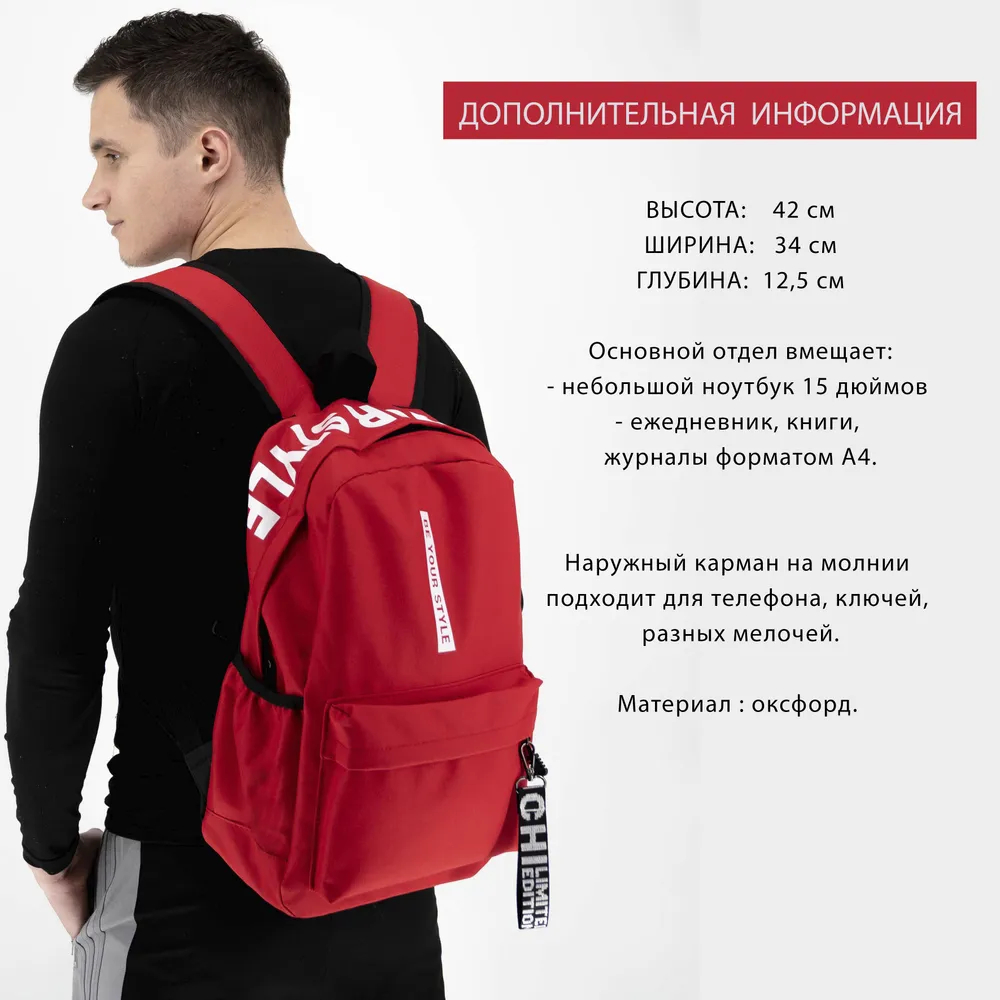 ДОПОЛНИТЕЛЬНАЯ ИНФОРМАЦИЯ
ВЫСОТА: 42 см
ШИРИНА: 34 см
ГЛУБИНА: 12,5 см
Основной отдел вмещает:
- небольшой ноутбук 15 дюймов
- ежедневник, книги,
журналы форматом А4.
Наружный карман на молнии
подходит для телефона, ключей,
разных мелочей.
Материал : оксфорд.
STYLE
BE YOUR STYLE
CHI
LIMITE
EDITION